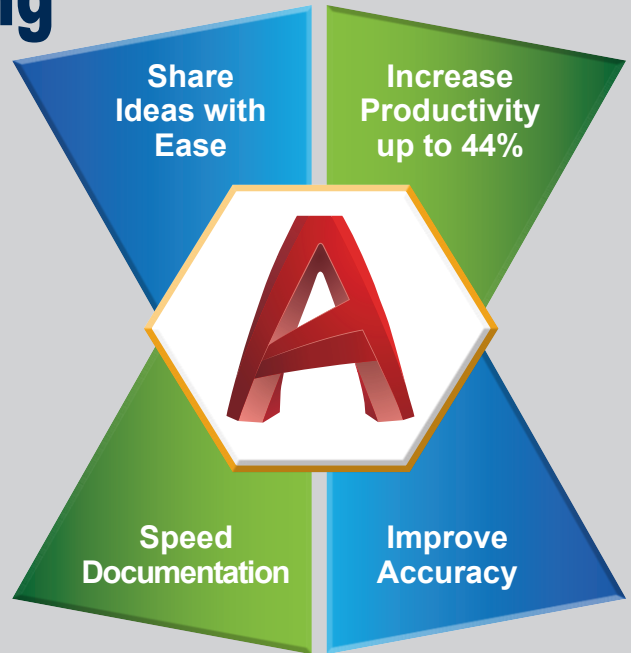 Share
Ideas with
Ease
Increase
Productivity
up to 44%
Speed
Documentation
Improve
Accuracy